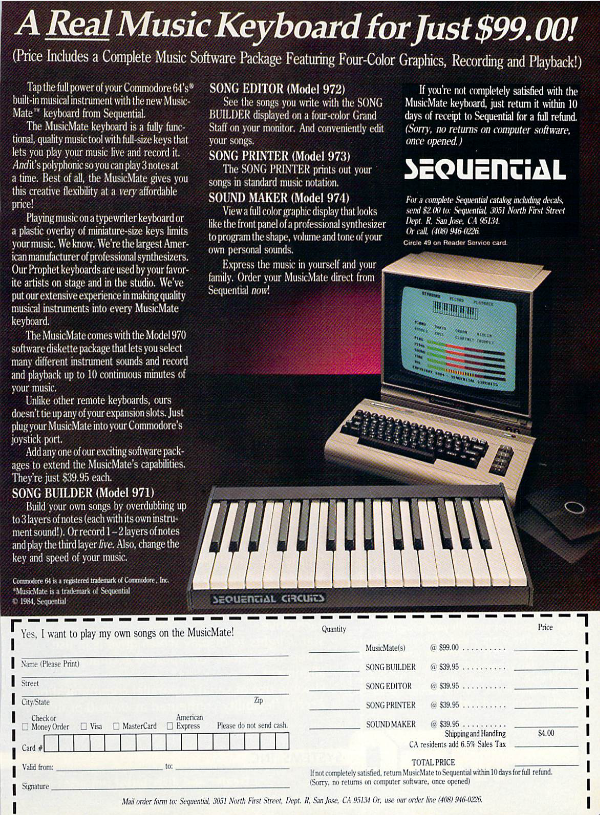 A Real Music Keyboard for Just $99.00!
(Price Includes a Complete Music Software Package Featuring Four-Color Graphics, Recording and Playback!)
Tap the full power of your Commodore 64's®
built-in musical instrument with the new Music-
Mate™ keyboard from Sequential.
The MusicMate keyboard is a fully func-
tional, quality music tool with full-size keys that
lets you play your music live and record it.
And it's polyphonic so you can play 3 notes at
a time. Best of all, the MusicMate gives you
this creative flexibility at a very affordable
price!
Playing music on a typewriter keyboard or
a plastic overlay of miniature-size keys limits
your music. We know. We're the largest Amer-
ican manufacturer of professional synthesizers.
Our Prophet keyboards are used by your favor-
ite artists on stage and in the studio. We've
put our extensive experience in making quality
musical instruments into every MusicMate
keyboard.
The MusicMate comes with the Model 970
software diskette package that lets you select
many different instrument sounds and record
and playback up to 10 continuous minutes of
your music.
Unlike other remote keyboards, ours
doesn't tie up any of your expansion slots. Just
plug your MusicMate into your Commodore's
joystick port.
Add any one of our exciting software pack-
ages to extend the MusicMate's capabilities.
They're just $39.95 each.
SONG BUILDER (Model 971)
Build your own songs by overdubbing up
to 3 layers of notes (each with its own instru-
ment sound!). Or record 1–2 layers of notes
and play the third layer live. Also, change the
key and speed of your music.
Commodore 64 is a registered trademark of Commodore, Inc.
*MusicMate is a trademark of Sequential
© 1984, Sequential
SONG EDITOR (Model 972)
See the songs you write with the SONG
BUILDER displayed on a four-color Grand
Staff on your monitor. And conveniently edit
your songs.
SONG PRINTER (Model 973)
The SONG PRINTER prints out your
songs in standard music notation.
SOUND MAKER (Model 974)
View a full color graphic display that looks
like the front panel of a professional synthesizer
to program the shape, volume and tone of your
own personal sounds.
Express the music in yourself and your
family. Order your MusicMate direct from
Sequential now!
If you're not completely satisfied with the
MusicMate keyboard, just return it within 10
days of receipt to Sequential for a full refund.
(Sorry, no returns on computer software,
once opened.)
SEQUENTIAL
For a complete Sequential catalog including decals,
send $2.00 to: Sequential, 3051 North First Street
Dept. R, San Jose, CA 95134.
Or call, (408) 946-0226.
Circle 49 on Reader Service card.
SEQUENTIAL CIRCUITS
Yes, I want to play my own songs on the MusicMate!
Name (Please Print)
Street
City/State Zip
Check or
Money Order Visa MasterCard American
Express Please do not send cash.
Card #
Valid from: to:
Signature
Quantity Price
MusicMate(s) @ $99.00 ..........
SONG BUILDER @ $39.95 ..........
SONG EDITOR @ $39.95 ..........
SONG PRINTER @ $39.95 ..........
SOUND MAKER @ $39.95 ..........
Shipping and Handling $4.00
CA residents add 6.5% Sales Tax
TOTAL PRICE
If not completely satisfied, return MusicMate to Sequential within 10 days for full refund.
(Sorry, no returns on computer software, once opened)
Mail order form to: Sequential, 3051 North First Street, Dept. R, San Jose, CA 95134 Or, use our order line (408) 946-0226.